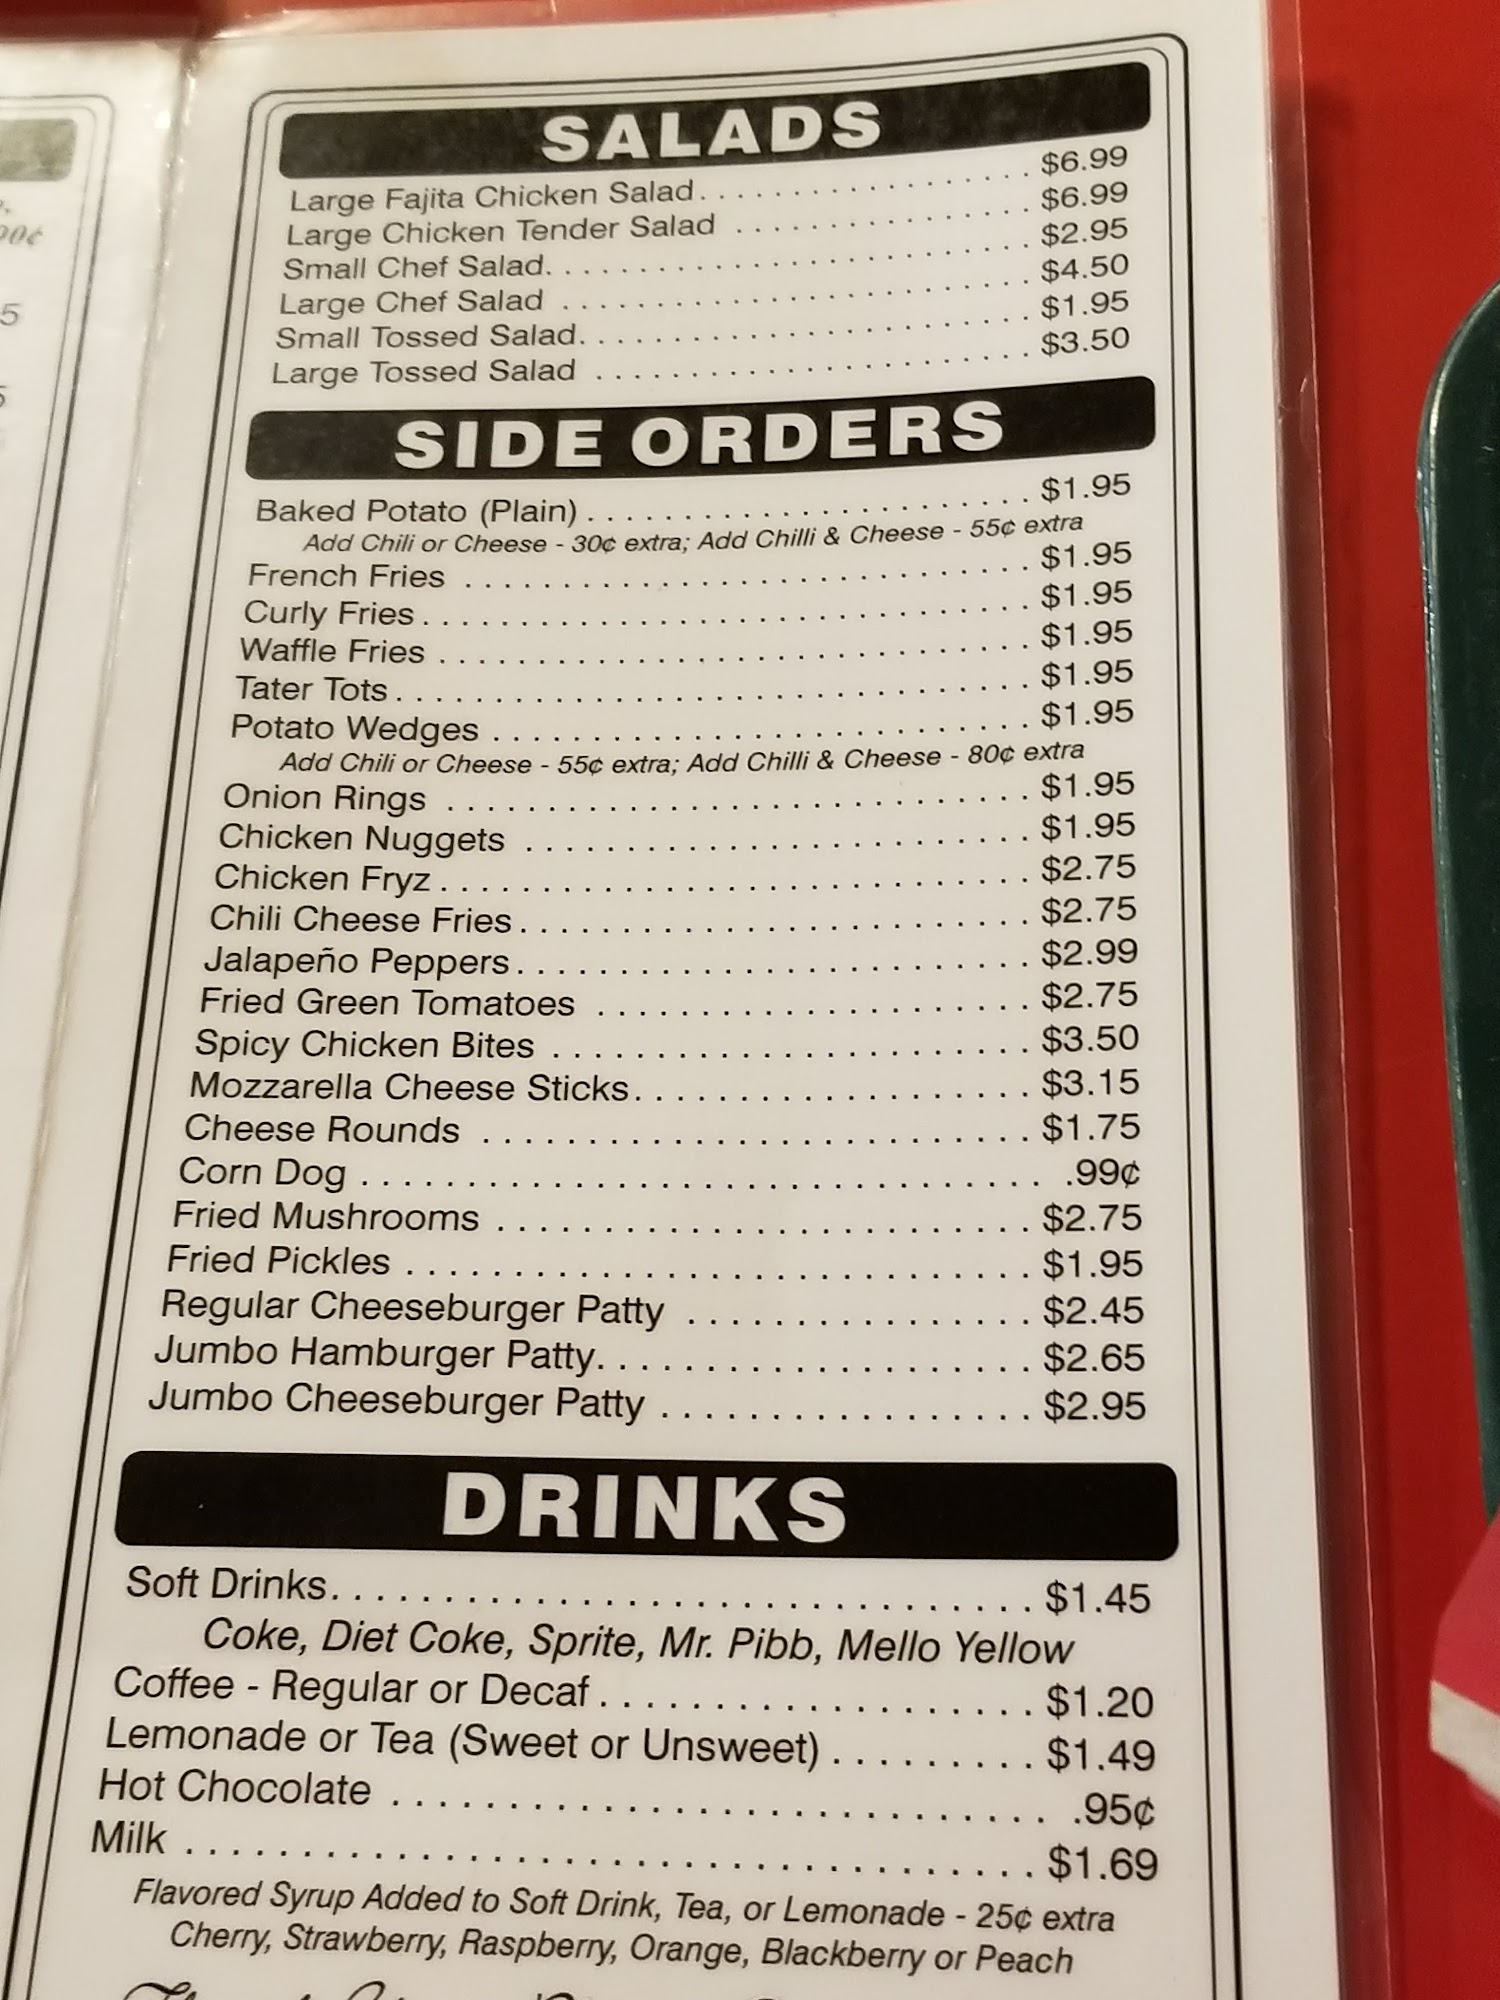 SALADS
Large Fajita Chicken Salad. . . . . . . . . . . . . . . . . . $6.99
Large Chicken Tender Salad . . . . . . . . . . . . . . . . $6.99
Small Chef Salad. . . . . . . . . . . . . . . . . . . . . . . . . $2.95
Large Chef Salad . . . . . . . . . . . . . . . . . . . . . . . . $4.50
Small Tossed Salad. . . . . . . . . . . . . . . . . . . . . . . $1.95
Large Tossed Salad . . . . . . . . . . . . . . . . . . . . . . $3.50
SIDE ORDERS
Baked Potato (Plain) . . . . . . . . . . . . . . . . . . . . . . . $1.95
Add Chili or Cheese - 30¢ extra; Add Chilli & Cheese - 55¢ extra
French Fries . . . . . . . . . . . . . . . . . . . . . . . . . . . . $1.95
Curly Fries . . . . . . . . . . . . . . . . . . . . . . . . . . . . . . $1.95
Waffle Fries . . . . . . . . . . . . . . . . . . . . . . . . . . . . . $1.95
Tater Tots . . . . . . . . . . . . . . . . . . . . . . . . . . . . . . . $1.95
Potato Wedges . . . . . . . . . . . . . . . . . . . . . . . . . . $1.95
Add Chili or Cheese - 55¢ extra; Add Chilli & Cheese - 80¢ extra
Onion Rings . . . . . . . . . . . . . . . . . . . . . . . . . . . . $1.95
Chicken Nuggets . . . . . . . . . . . . . . . . . . . . . . . . $1.95
Chicken Fryz . . . . . . . . . . . . . . . . . . . . . . . . . . . . $2.75
Chili Cheese Fries . . . . . . . . . . . . . . . . . . . . . . . . $2.75
Jalapeño Peppers . . . . . . . . . . . . . . . . . . . . . . . . $2.99
Fried Green Tomatoes . . . . . . . . . . . . . . . . . . . . $2.75
Spicy Chicken Bites . . . . . . . . . . . . . . . . . . . . . . $3.50
Mozzarella Cheese Sticks. . . . . . . . . . . . . . . . . . . $3.15
Cheese Rounds . . . . . . . . . . . . . . . . . . . . . . . . . $1.75
Corn Dog . . . . . . . . . . . . . . . . . . . . . . . . . . . . . . . .99¢
Fried Mushrooms . . . . . . . . . . . . . . . . . . . . . . . . $2.75
Fried Pickles . . . . . . . . . . . . . . . . . . . . . . . . . . . . $1.95
Regular Cheeseburger Patty . . . . . . . . . . . . . . . . $2.45
Jumbo Hamburger Patty. . . . . . . . . . . . . . . . . . . . $2.65
Jumbo Cheeseburger Patty . . . . . . . . . . . . . . . . . $2.95
DRINKS
Soft Drinks. . . . . . . . . . . . . . . . . . . . . . . . . . . . . . $1.45
Coke, Diet Coke, Sprite, Mr. Pibb, Mello Yellow
Coffee - Regular or Decaf . . . . . . . . . . . . . . . . . . . $1.20
Lemonade or Tea (Sweet or Unsweet) . . . . . . . . . $1.49
Hot Chocolate . . . . . . . . . . . . . . . . . . . . . . . . . . . .95¢
Milk . . . . . . . . . . . . . . . . . . . . . . . . . . . . . . . . . . . $1.69
Flavored Syrup Added to Soft Drink, Tea, or Lemonade - 25¢ extra
Cherry, Strawberry, Raspberry, Orange, Blackberry or Peach